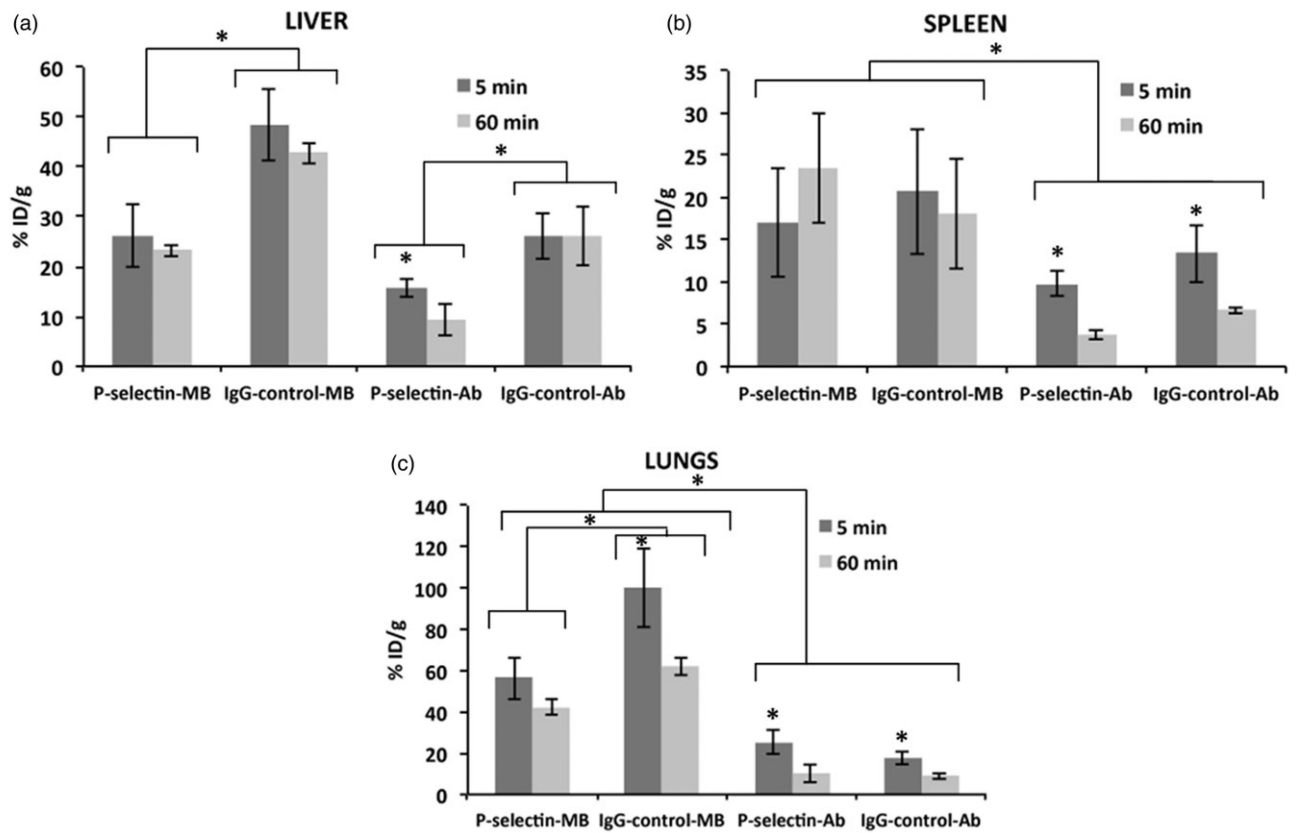 (a)
LIVER
*
60
50
40
30
20
10
0
% ID/g
5 min
60 min
*
*
P-selectin-MB IgG-control-MB P-selectin-Ab IgG-control-Ab
(b)
SPLEEN
*
35
30
25
20
15
10
5
0
% ID/g
5 min
60 min
*
*
P-selectin-MB IgG-control-MB P-selectin-Ab IgG-control-Ab
(c)
LUNGS
*
140
120
100
80
60
40
20
0
% ID/g
*
*
5 min
60 min
*
*
P-selectin-MB IgG-control-MB P-selectin-Ab IgG-control-Ab